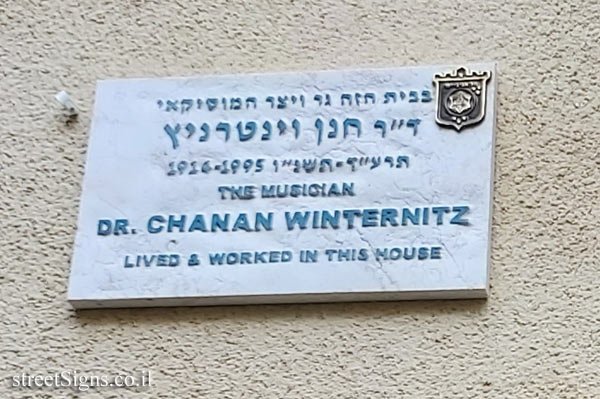 בבית הזה גר ויצר המוסיקאי
ד״ר חנן וינטרניץ
תרע״ד-תשנ״ו 1914-1995
THE MUSICIAN
DR. CHANAN WINTERNITZ
LIVED & WORKED IN THIS HOUSE
streetSigns.co.il